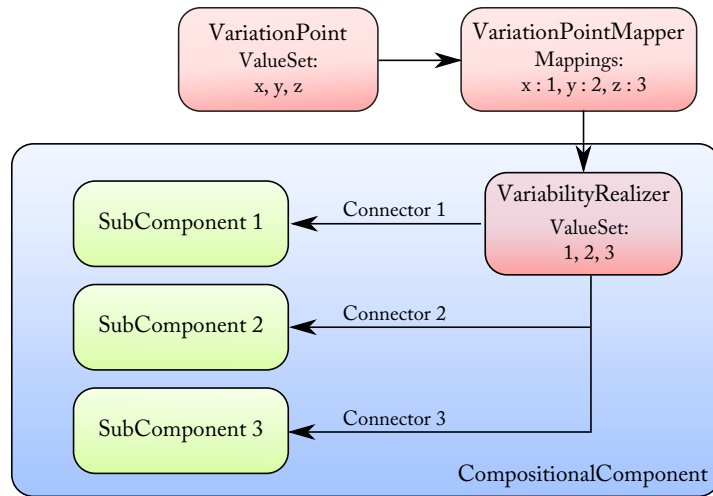 VariationPoint
ValueSet:
x, y, z
VariationPointMapper
Mappings:
x : 1, y : 2, z : 3
VariabilityRealizer
ValueSet:
1, 2, 3
SubComponent 1
Connector 1
SubComponent 2
Connector 2
SubComponent 3
Connector 3
CompositionalComponent